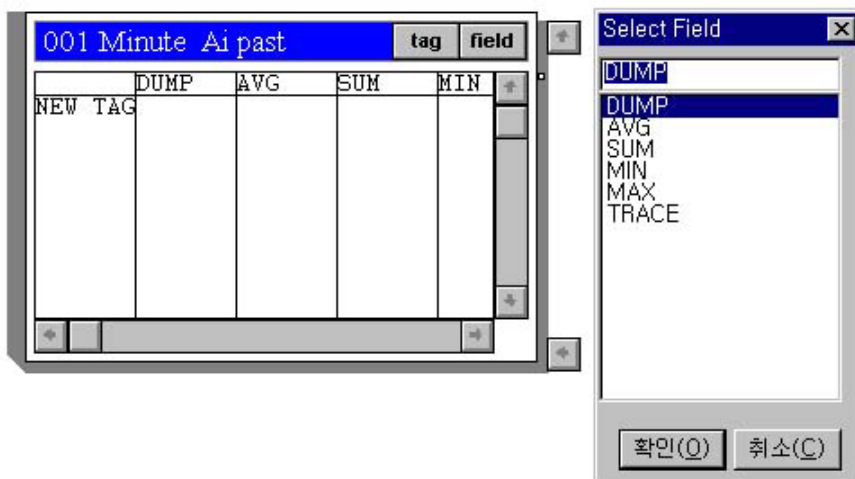 001 Minute Ai past tag field
DUMP AVG SUM MIN
NEW TAG
Select Field
DUMP
DUMP
AVG
SUM
MIN
MAX
TRACE
확인(O) 취소(C)